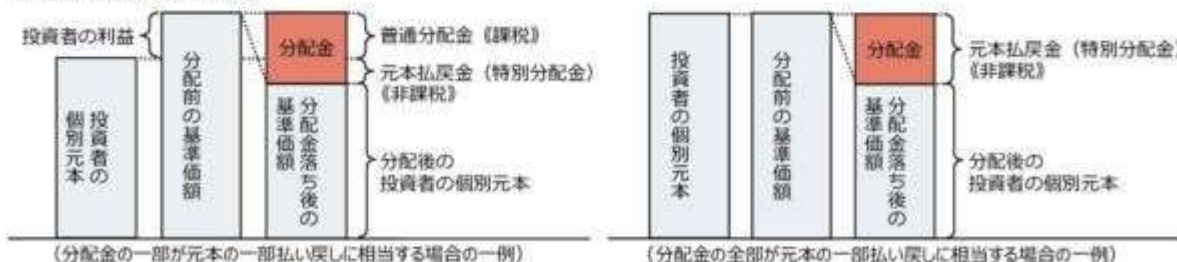 投資者の利益
投資者の
個別元本
分配前の基準価額
分配金
分配金落ち後の
基準価額
普通分配金《課税》
元本払戻金（特別分配金）
《非課税》
分配後の
投資者の個別元本
(分配金の一部が元本の一部払い戻しに相当する場合の一例)
投資者の個別元本
分配前の基準価額
分配金
分配金落ち後の
基準価額
元本払戻金（特別分配金）
《非課税》
分配後の
投資者の個別元本
(分配金の全部が元本の一部払い戻しに相当する場合の一例)